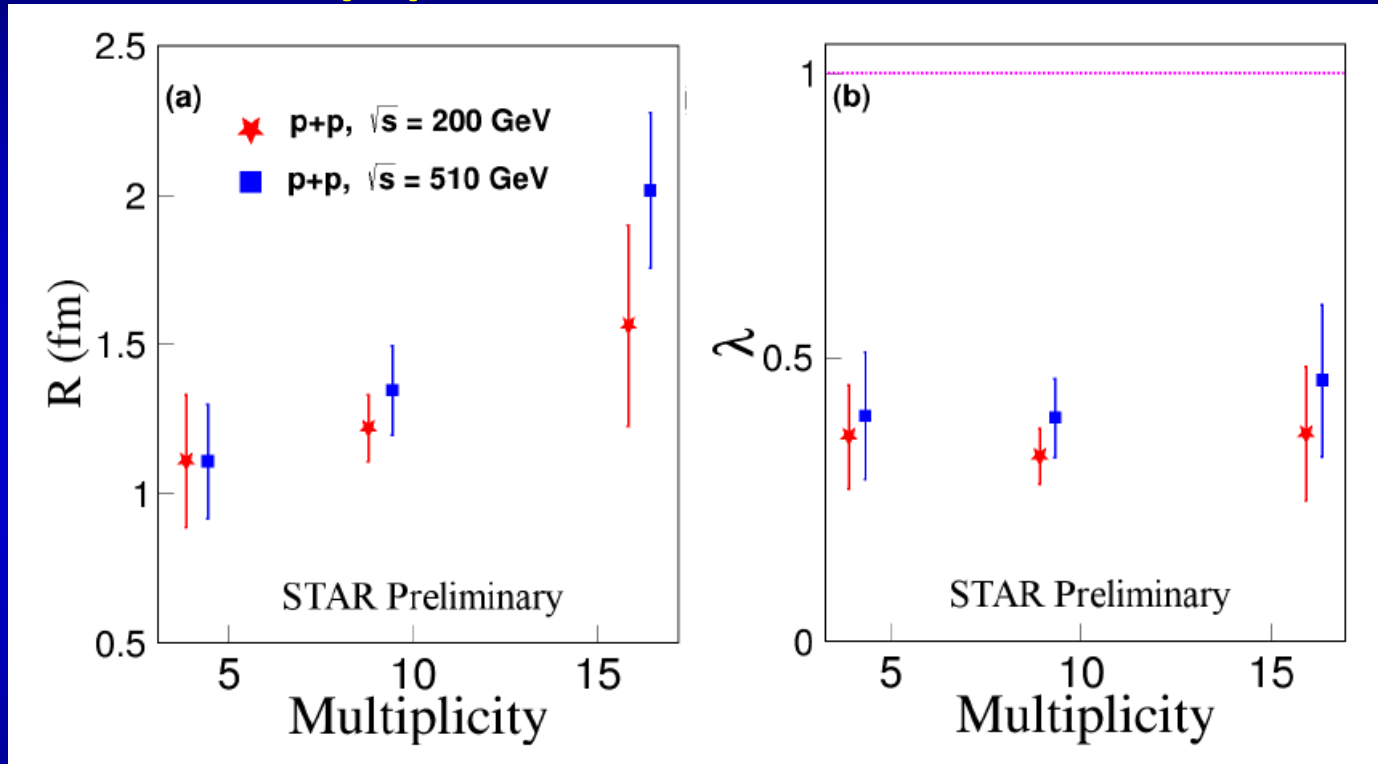 2.5
(a)
p+p, √s = 200 GeV
p+p, √s = 510 GeV
2
1.5
1
0.5
R (fm)
STAR Preliminary
5 10 15
Multiplicity
1
(b)
0.5
0
λ
STAR Preliminary
5 10 15
Multiplicity